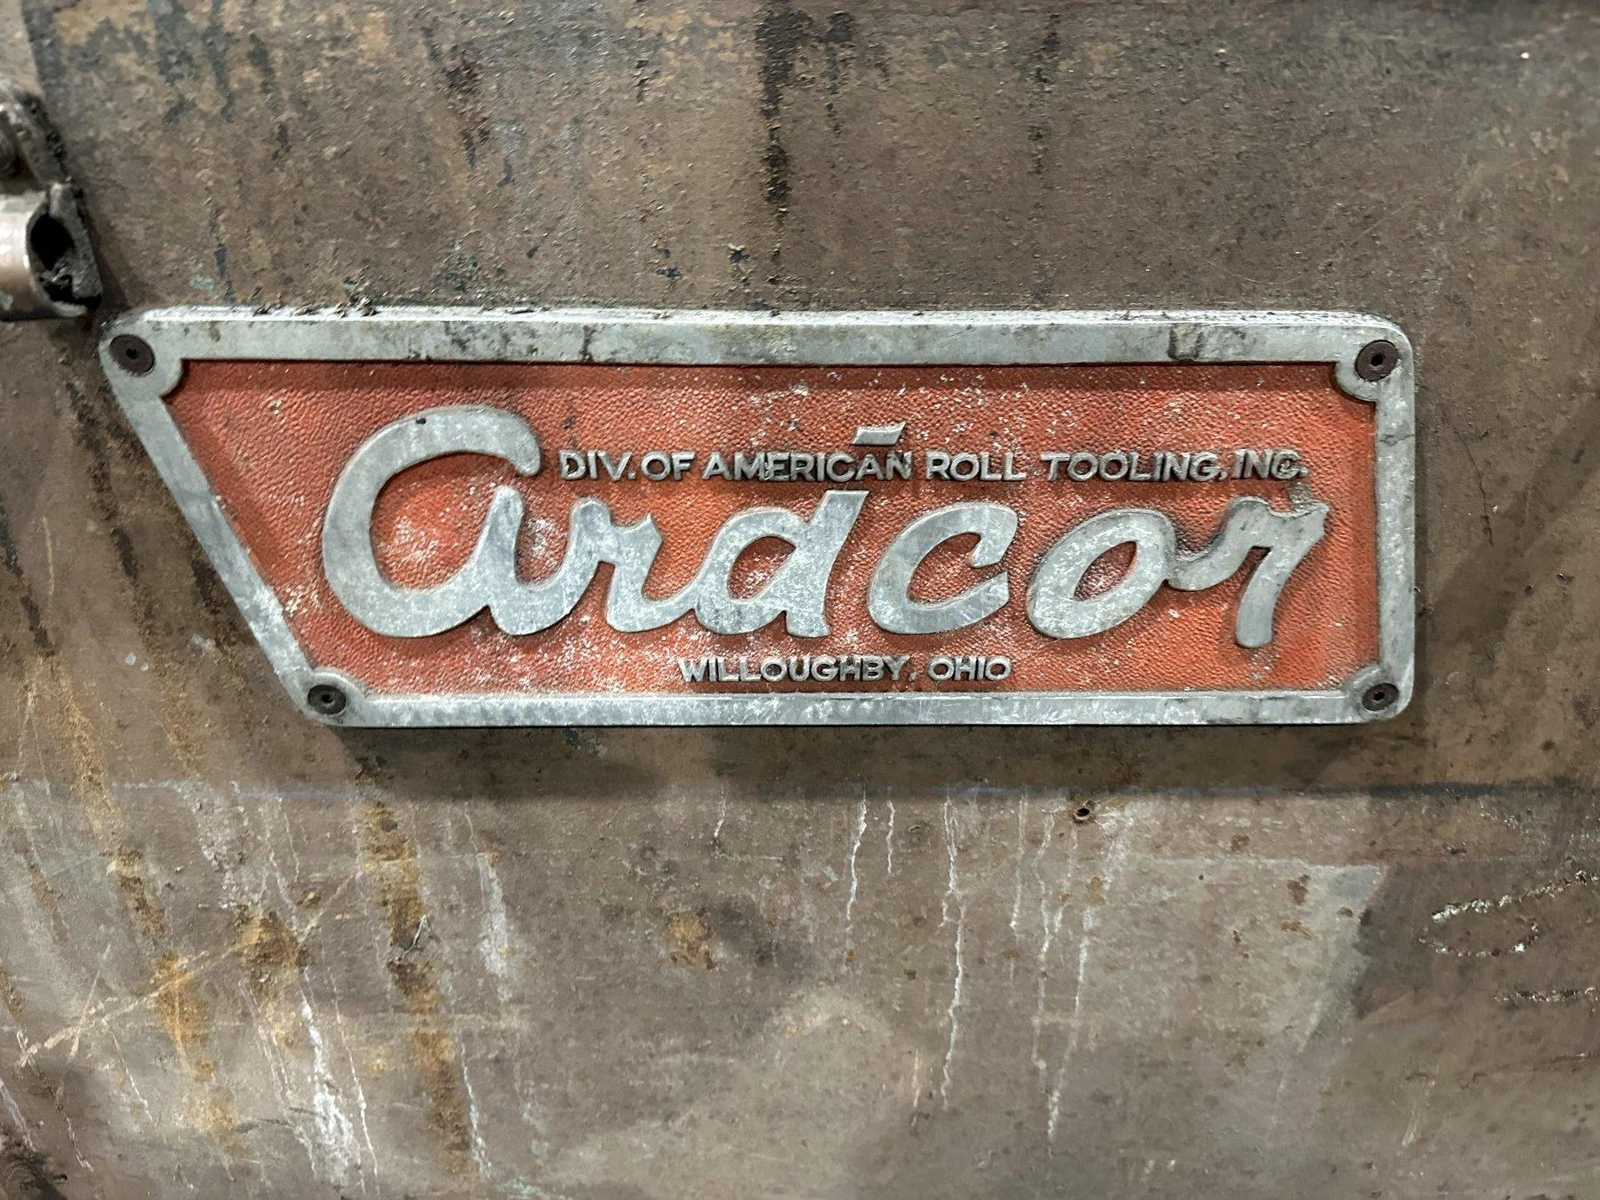 DIV. OF AMERICAN ROLL TOOLING, INC.
Ardcor
WILLOUGHBY, OHIO